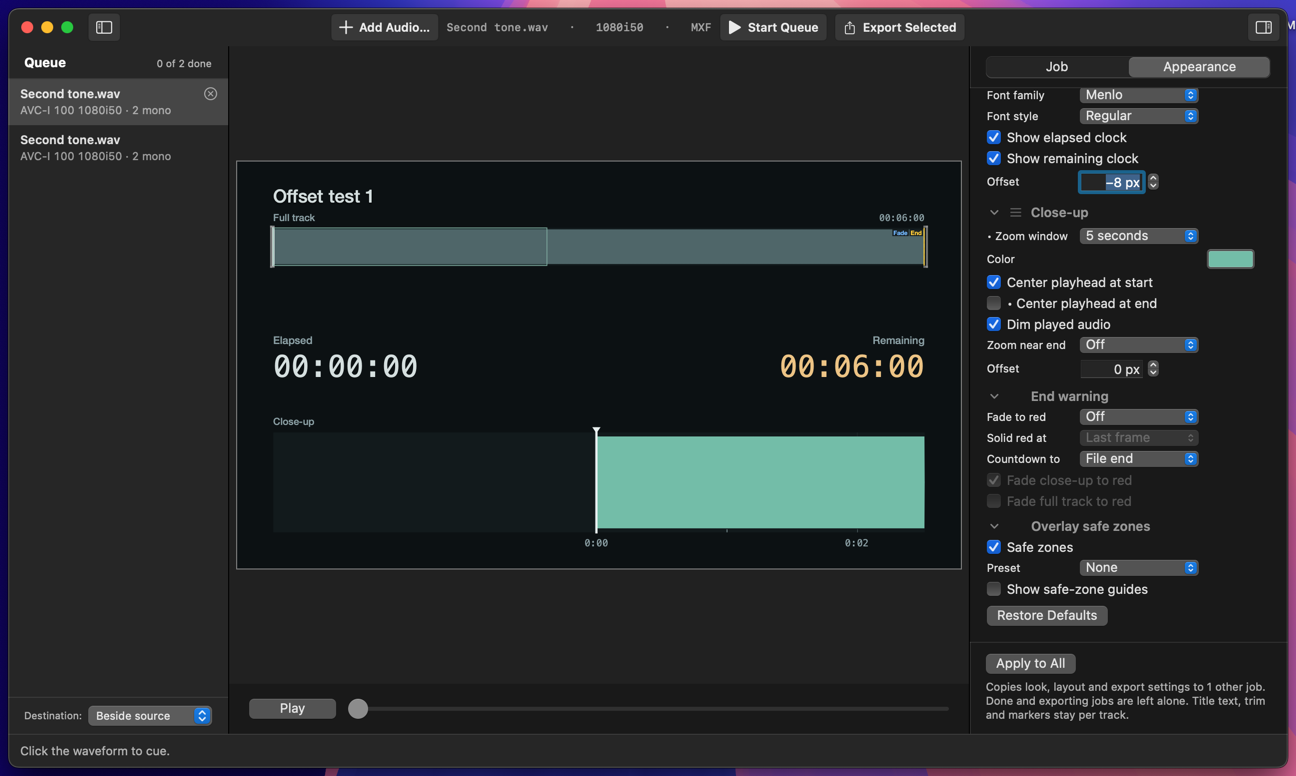 Add Audio...
Second tone.wav · 1080i50 · MXF
Start Queue
Export Selected
Queue
0 of 2 done
Second tone.wav
AVC-I 100 1080i50 · 2 mono
Second tone.wav
AVC-I 100 1080i50 · 2 mono
Destination: Beside source
Click the waveform to cue.
Offset test 1
Full track
00:06:00
Fade End
Elapsed
00:00:00
Remaining
00:06:00
Close-up
0:00
0:02
Play
Job
Appearance
Font family Menlo
Font style Regular
Show elapsed clock
Show remaining clock
Offset −8 px
Close-up
• Zoom window 5 seconds
Color
Center playhead at start
• Center playhead at end
Dim played audio
Zoom near end Off
Offset 0 px
End warning
Fade to red Off
Solid red at Last frame
Countdown to File end
Fade close-up to red
Fade full track to red
Overlay safe zones
Safe zones
Preset None
Show safe-zone guides
Restore Defaults
Apply to All
Copies look, layout and export settings to 1 other job.
Done and exporting jobs are left alone. Title text, trim
and markers stay per track.